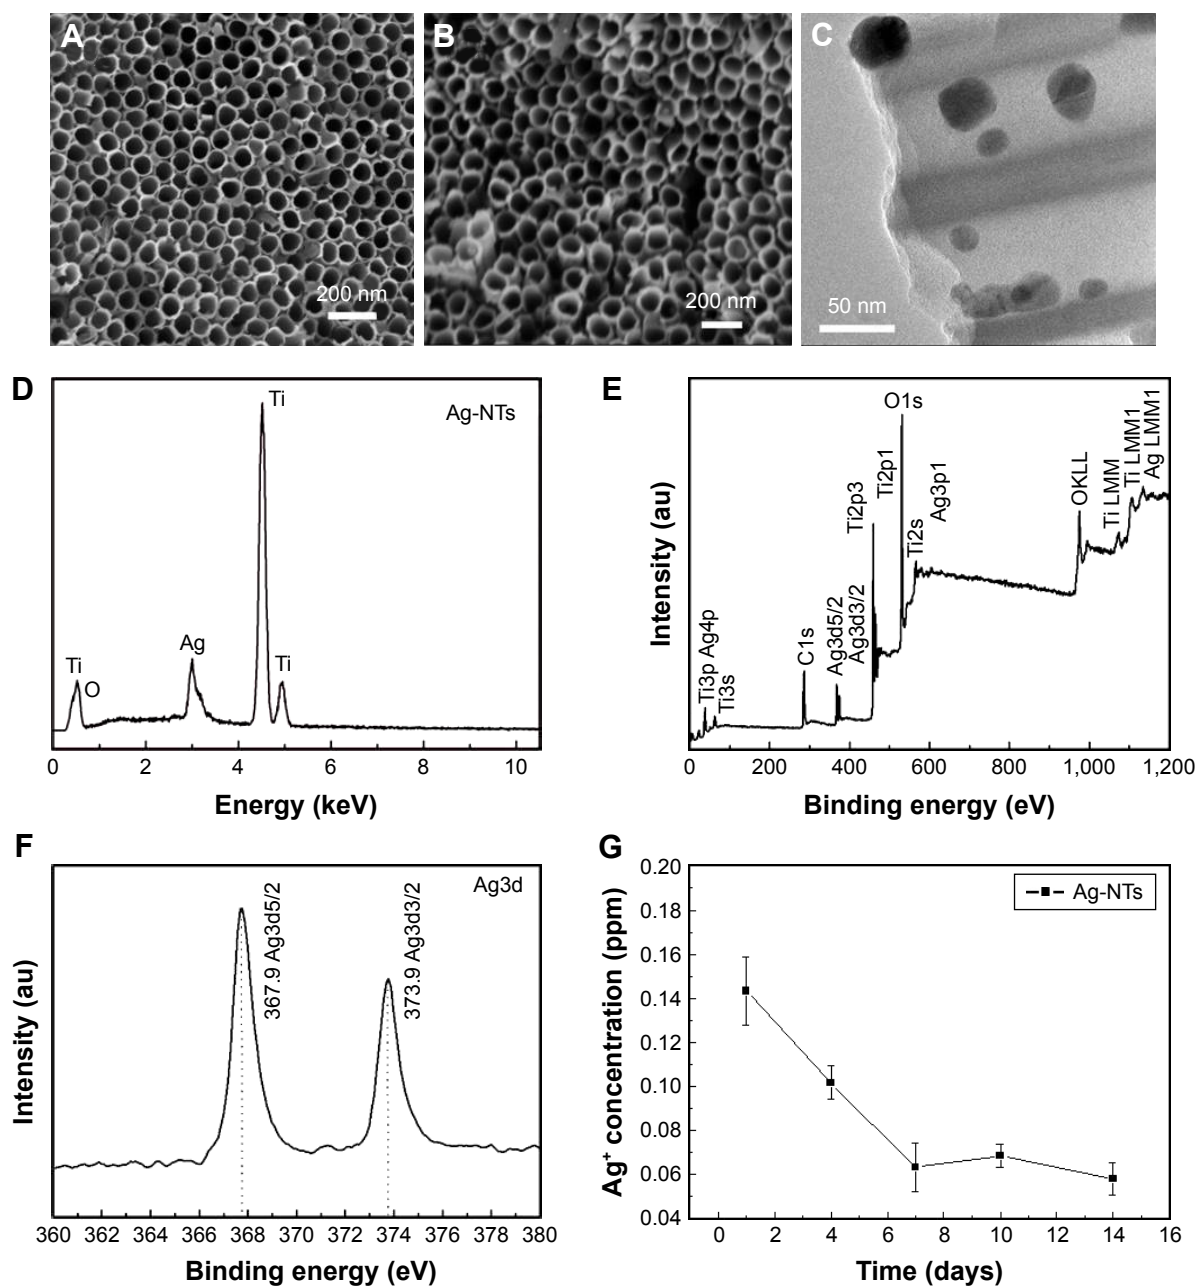 A
200 nm
B
200 nm
C
50 nm
D
Ag-NTs
Ti
O
Ag
Ti
Ti
0 2 4 6 8 10
Energy (keV)
E
Intensity (au)
Ti3p Ag4p
Ti3s
C1s
Ag3d5/2
Ag3d3/2
Ti2p3
Ti2p1
O1s
Ti2s
Ag3p1
OKLL
Ti LMM
Ti LMM1
Ag LMM1
0 200 400 600 800 1,000 1,200
Binding energy (eV)
F
Ag3d
Intensity (au)
367.9 Ag3d5/2
373.9 Ag3d3/2
360 362 364 366 368 370 372 374 376 378 380
Binding energy (eV)
G
Ag-NTs
Ag⁺ concentration (ppm)
0.20
0.18
0.16
0.14
0.12
0.10
0.08
0.06
0.04
0 2 4 6 8 10 12 14 16
Time (days)